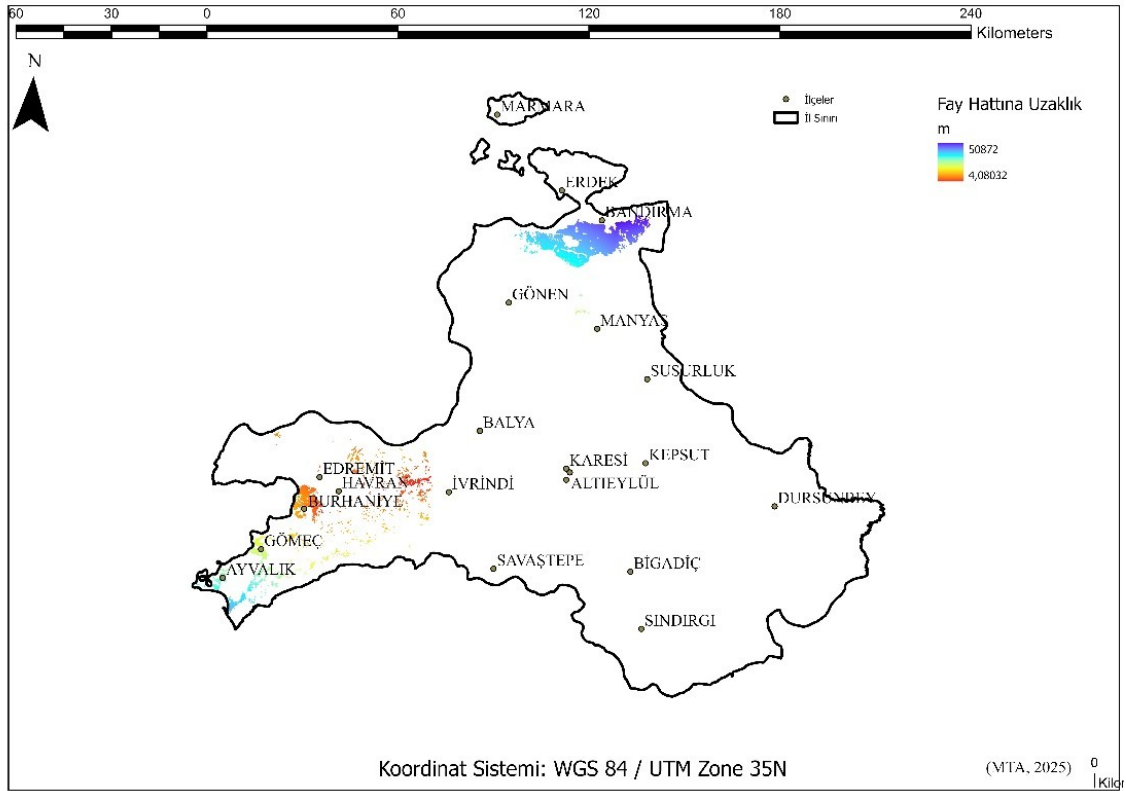 60 30 0 60 120 180 240
Kilometers
N
MARMARA
İlçeler
İl Sınırı
Fay Hattına Uzaklık
m
50872
4,08032
ERDEK
BANDIRMA
GÖNEN
MANYAS
SUSURLUK
BALYA
KARESİ
KEPSUT
ALTIEYLÜL
EDREMİT
HAVRAN
İVRİNDİ
BURHANİYE
DURSUNBEY
GÖMEÇ
AYVALIK
SAVAŞTEPE
BİGADİÇ
SINDIRGI
Koordinat Sistemi: WGS 84 / UTM Zone 35N
(MTA, 2025)
0
Kilor